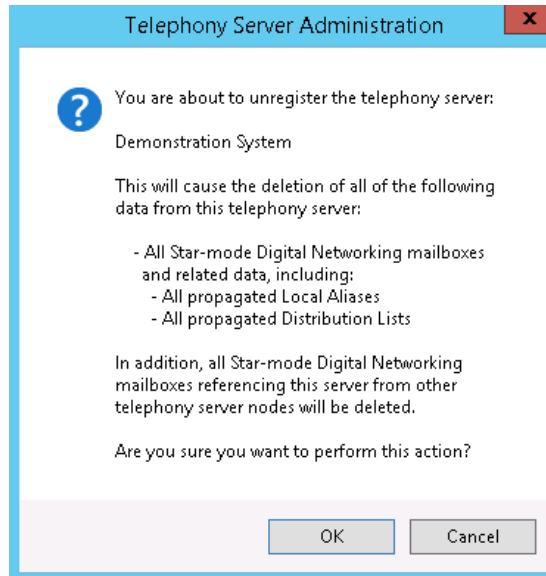 Telephony Server Administration
x
?
You are about to unregister the telephony server:
Demonstration System
This will cause the deletion of all of the following
data from this telephony server:
- All Star-mode Digital Networking mailboxes
and related data, including:
- All propagated Local Aliases
- All propagated Distribution Lists
In addition, all Star-mode Digital Networking
mailboxes referencing this server from other
telephony server nodes will be deleted.
Are you sure you want to perform this action?
OK
Cancel